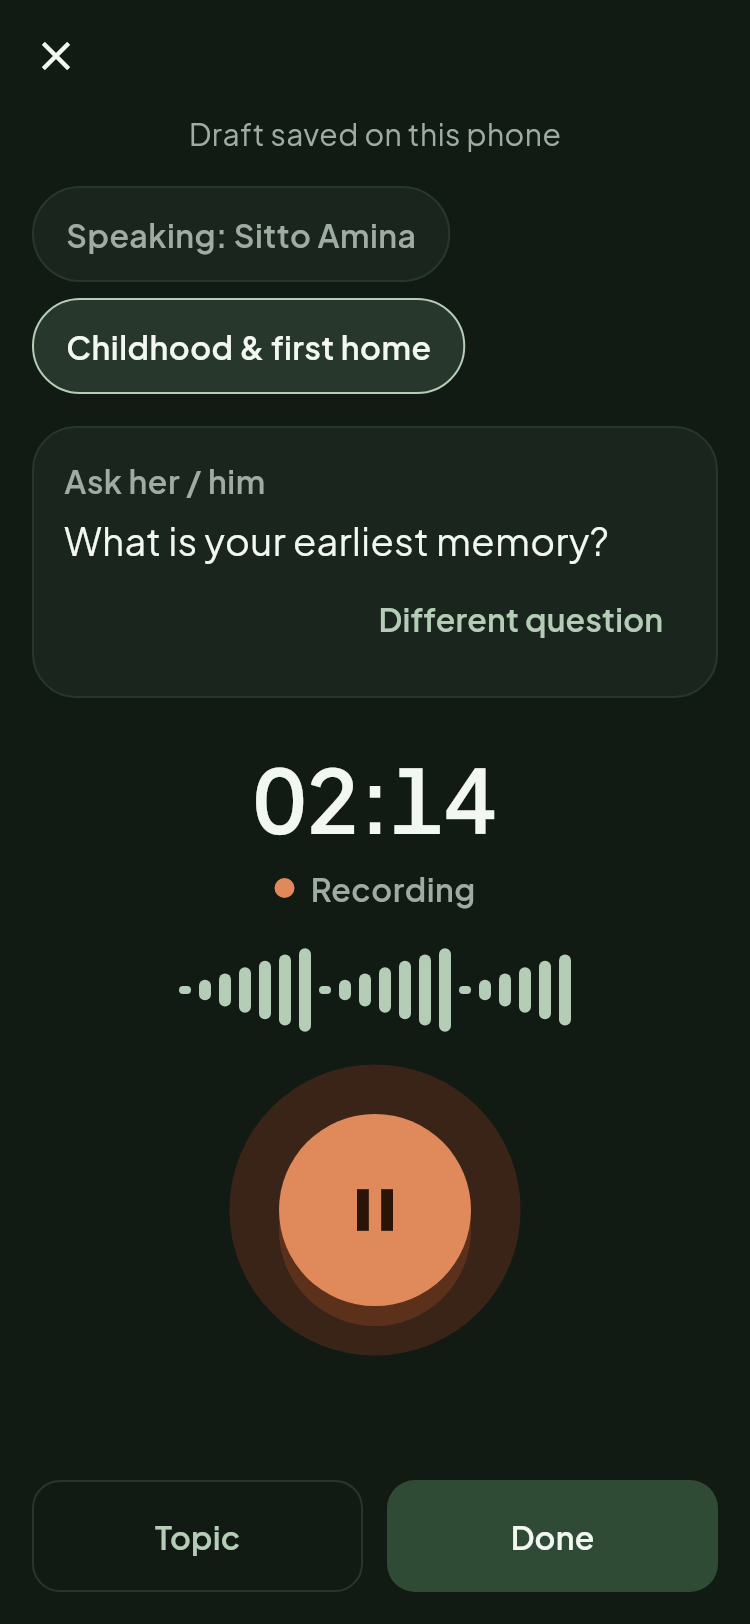 Draft saved on this phone
Speaking: Sitto Amina
Childhood & first home
Ask her / him
What is your earliest memory?
Different question
02:14
Recording
Topic
Done